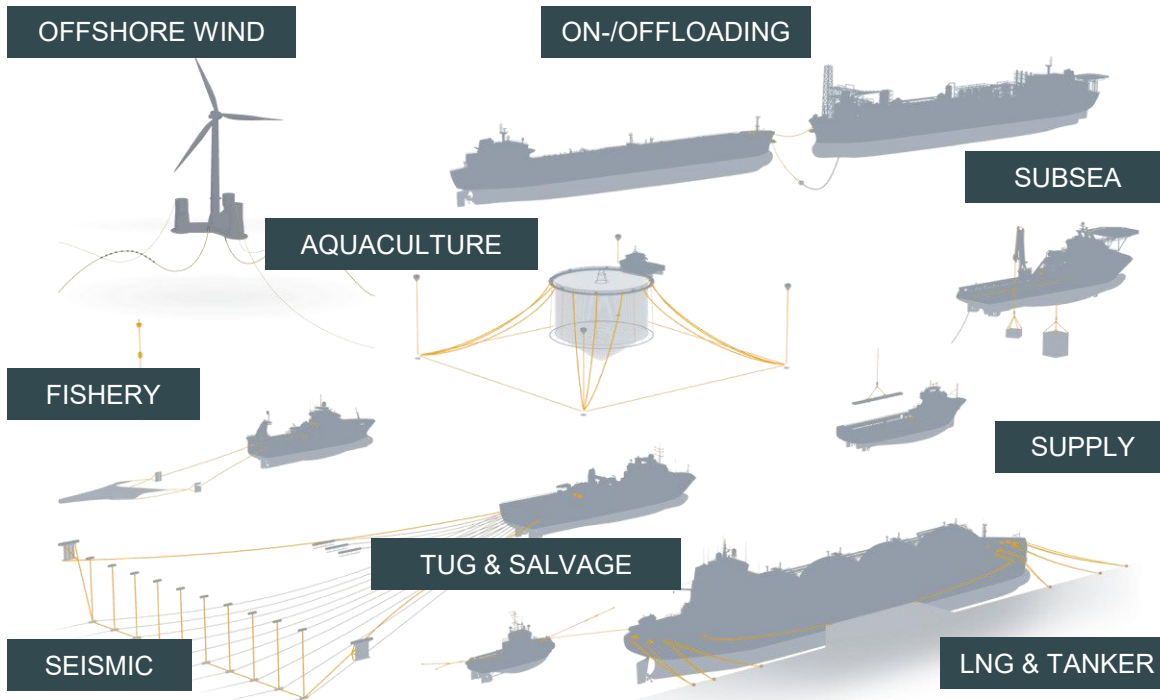 OFFSHORE WIND
ON-/OFFLOADING
SUBSEA
AQUACULTURE
FISHERY
SUPPLY
TUG & SALVAGE
SEISMIC
LNG & TANKER